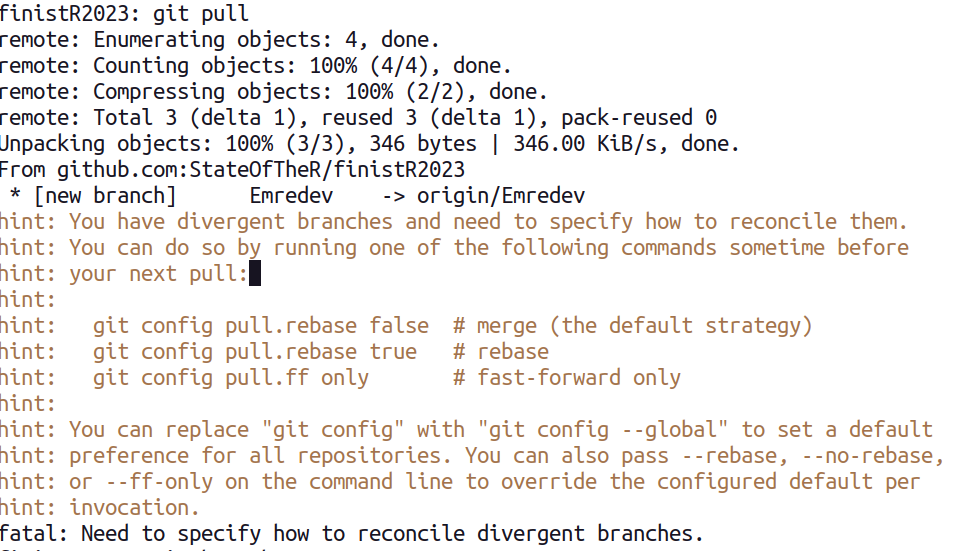 finistR2023: git pull
remote: Enumerating objects: 4, done.
remote: Counting objects: 100% (4/4), done.
remote: Compressing objects: 100% (2/2), done.
remote: Total 3 (delta 1), reused 3 (delta 1), pack-reused 0
Unpacking objects: 100% (3/3), 346 bytes | 346.00 KiB/s, done.
From github.com:StateOfTheR/finistR2023
 * [new branch]      Emredev    -> origin/Emredev
hint: You have divergent branches and need to specify how to reconcile them.
hint: You can do so by running one of the following commands sometime before
hint: your next pull:
hint:
hint:   git config pull.rebase false  # merge (the default strategy)
hint:   git config pull.rebase true   # rebase
hint:   git config pull.ff only       # fast-forward only
hint:
hint: You can replace "git config" with "git config --global" to set a default
hint: preference for all repositories. You can also pass --rebase, --no-rebase,
hint: or --ff-only on the command line to override the configured default per
hint: invocation.
fatal: Need to specify how to reconcile divergent branches.